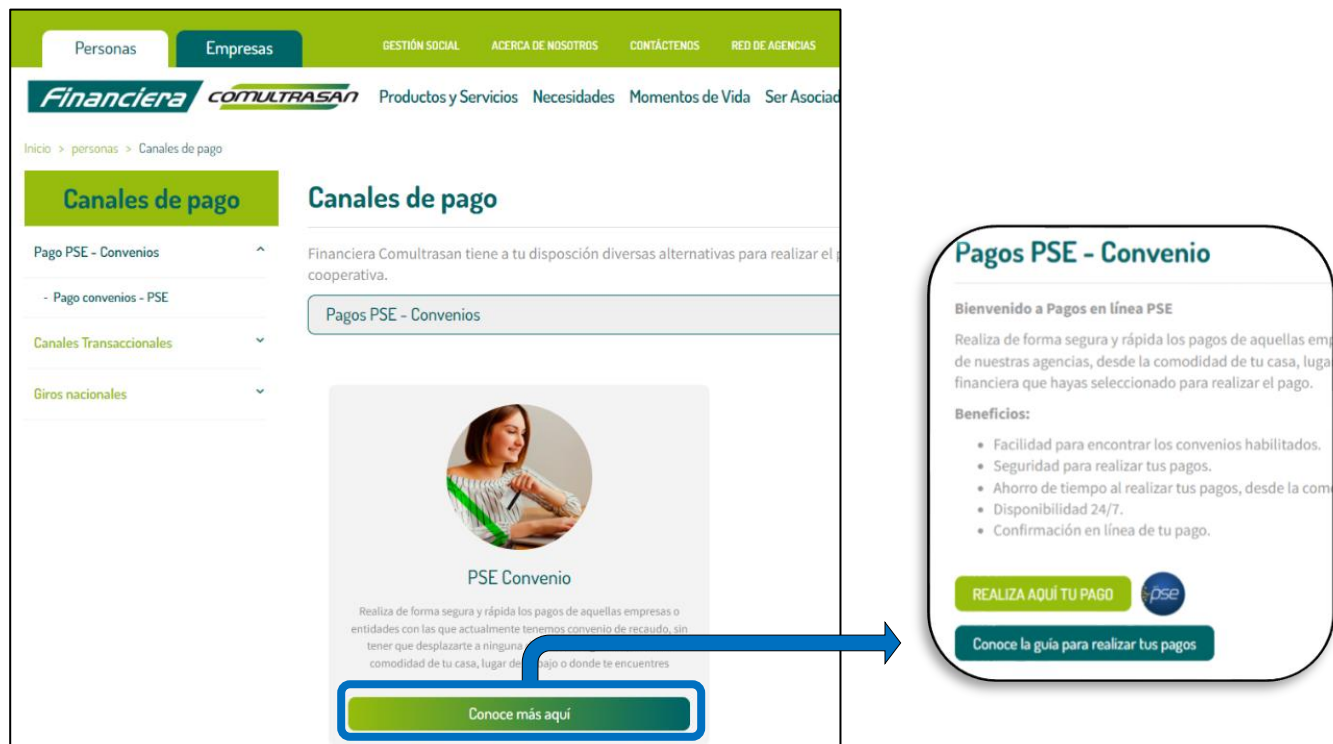 Personas
Empresas
GESTIÓN SOCIAL
ACERCA DE NOSOTROS
CONTÁCTENOS
RED DE AGENCIAS
Financiera COMULTRASAN
Productos y Servicios
Necesidades
Momentos de Vida
Ser Asociad
Inicio > personas > Canales de pago
Canales de pago
Pago PSE - Convenios
- Pago convenios - PSE
Canales Transaccionales
Giros nacionales
Canales de pago
Financiera Comultrasan tiene a tu disposción diversas alternativas para realizar el
cooperativa.
Pagos PSE - Convenios
PSE Convenio
Realiza de forma segura y rápida los pagos de aquellas empresas o
entidades con las que actualmente tenemos convenio de recaudo, sin
tener que desplazarte a ninguna
comodidad de tu casa, lugar de bajo o donde te encuentres
Conoce más aquí
Pagos PSE - Convenio
Bienvenido a Pagos en línea PSE
Realiza de forma segura y rápida los pagos de aquellas emp
de nuestras agencias, desde la comodidad de tu casa, luga
financiera que hayas seleccionado para realizar el pago.
Beneficios:
• Facilidad para encontrar los convenios habilitados.
• Seguridad para realizar tus pagos.
• Ahorro de tiempo al realizar tus pagos, desde la com
• Disponibilidad 24/7.
• Confirmación en línea de tu pago.
REALIZA AQUÍ TU PAGO
pse
Conoce la guía para realizar tus pagos